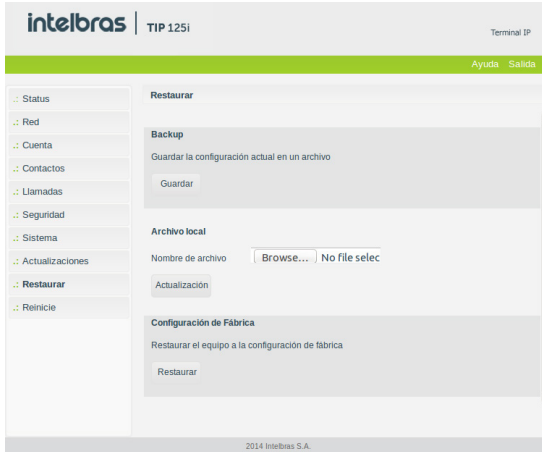 intelbras TIP 125i
Terminal IP
Ayuda Salida
.: Status
.: Red
.: Cuenta
.: Contactos
.: Llamadas
.: Seguridad
.: Sistema
.: Actualizaciones
.: Restaurar
.: Reinicie
Restaurar
Backup
Guardar la configuración actual en un archivo
Guardar
Archivo local
Nombre de archivo Browse... No file selec
Actualización
Configuración de Fábrica
Restaurar el equipo a la configuración de fábrica
Restaurar
2014 Intelbras S.A.